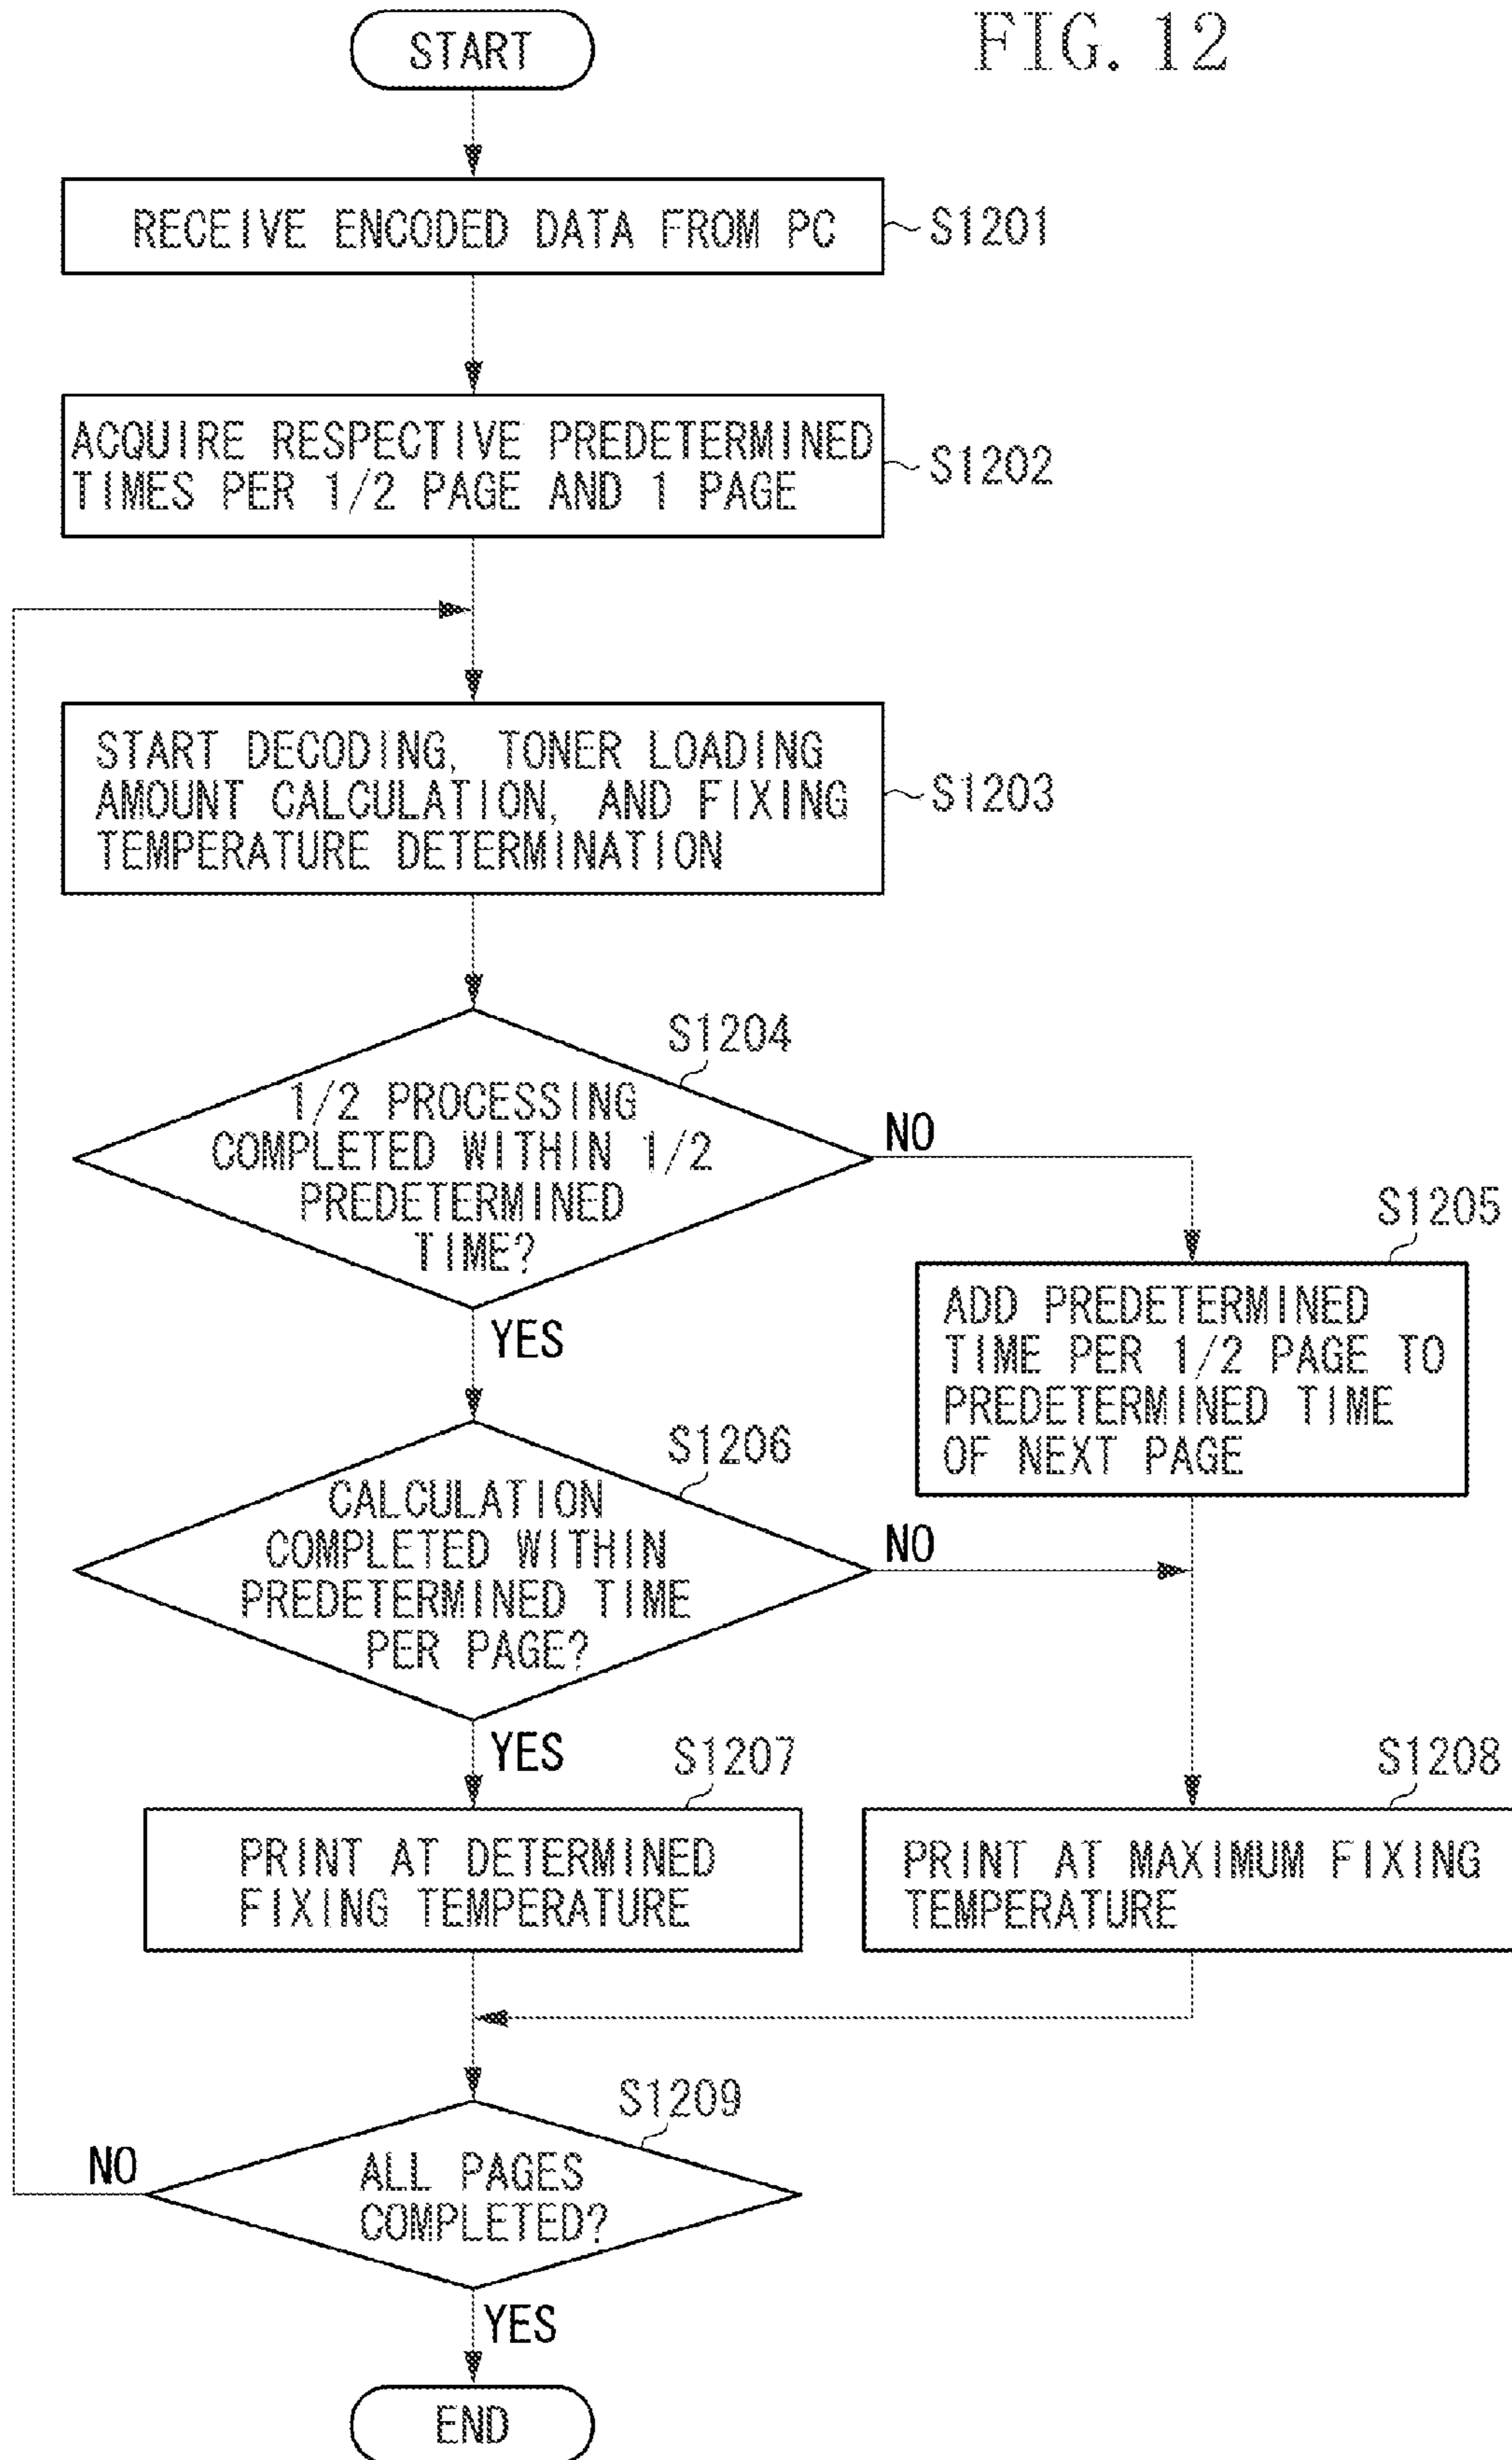 FIG. 12
START
RECEIVE ENCODED DATA FROM PC
S1201
ACQUIRE RESPECTIVE PREDETERMINED
TIMES PER 1/2 PAGE AND 1 PAGE
S1202
START DECODING, TONER LOADING
AMOUNT CALCULATION, AND FIXING
TEMPERATURE DETERMINATION
S1203
S1204
1/2 PROCESSING
COMPLETED WITHIN 1/2
PREDETERMINED
TIME?
NO
YES
S1205
ADD PREDETERMINED
TIME PER 1/2 PAGE TO
PREDETERMINED TIME
OF NEXT PAGE
S1206
CALCULATION
COMPLETED WITHIN
PREDETERMINED TIME
PER PAGE?
NO
YES
S1207
PRINT AT DETERMINED
FIXING TEMPERATURE
S1208
PRINT AT MAXIMUM FIXING
TEMPERATURE
S1209
ALL PAGES
COMPLETED?
NO
YES
END